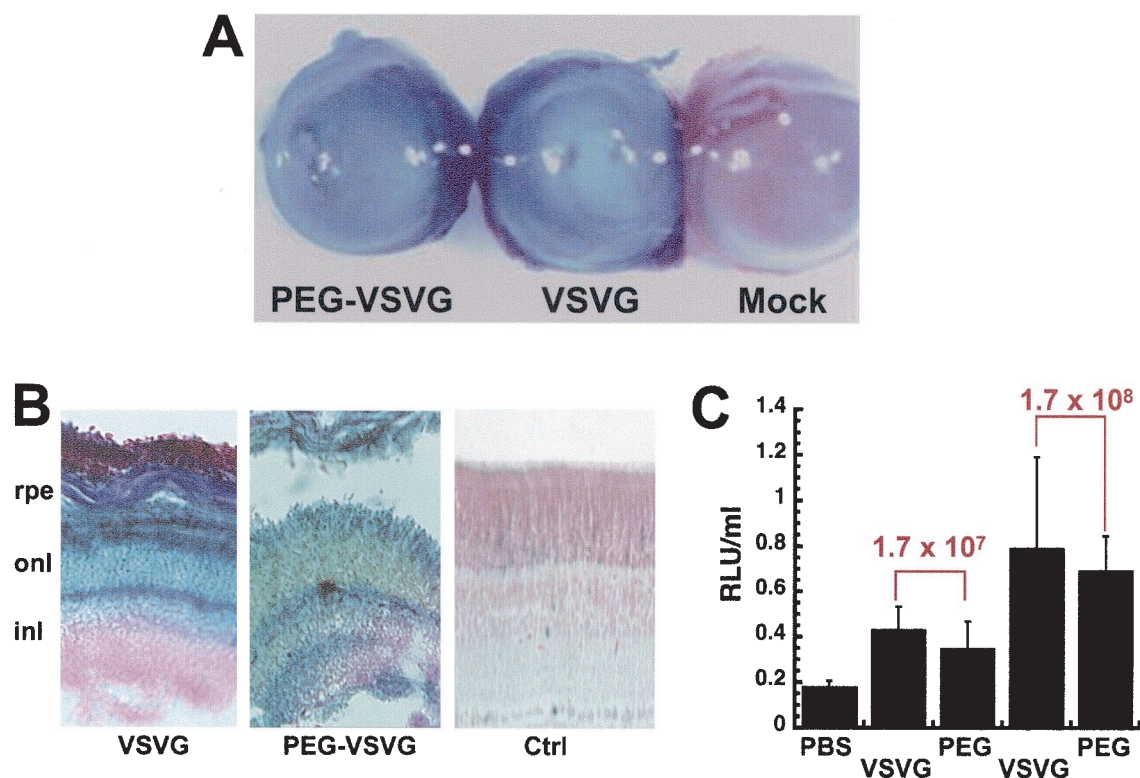 A
PEG-VSVG VSVG Mock
B
rpe
onl
inl
VSVG PEG-VSVG Ctrl
C
RLU/ml
1.4
1.2
1
0.8
0.6
0.4
0.2
0
1.7 x 10⁷
1.7 x 10⁸
PBS VSVG PEG VSVG PEG